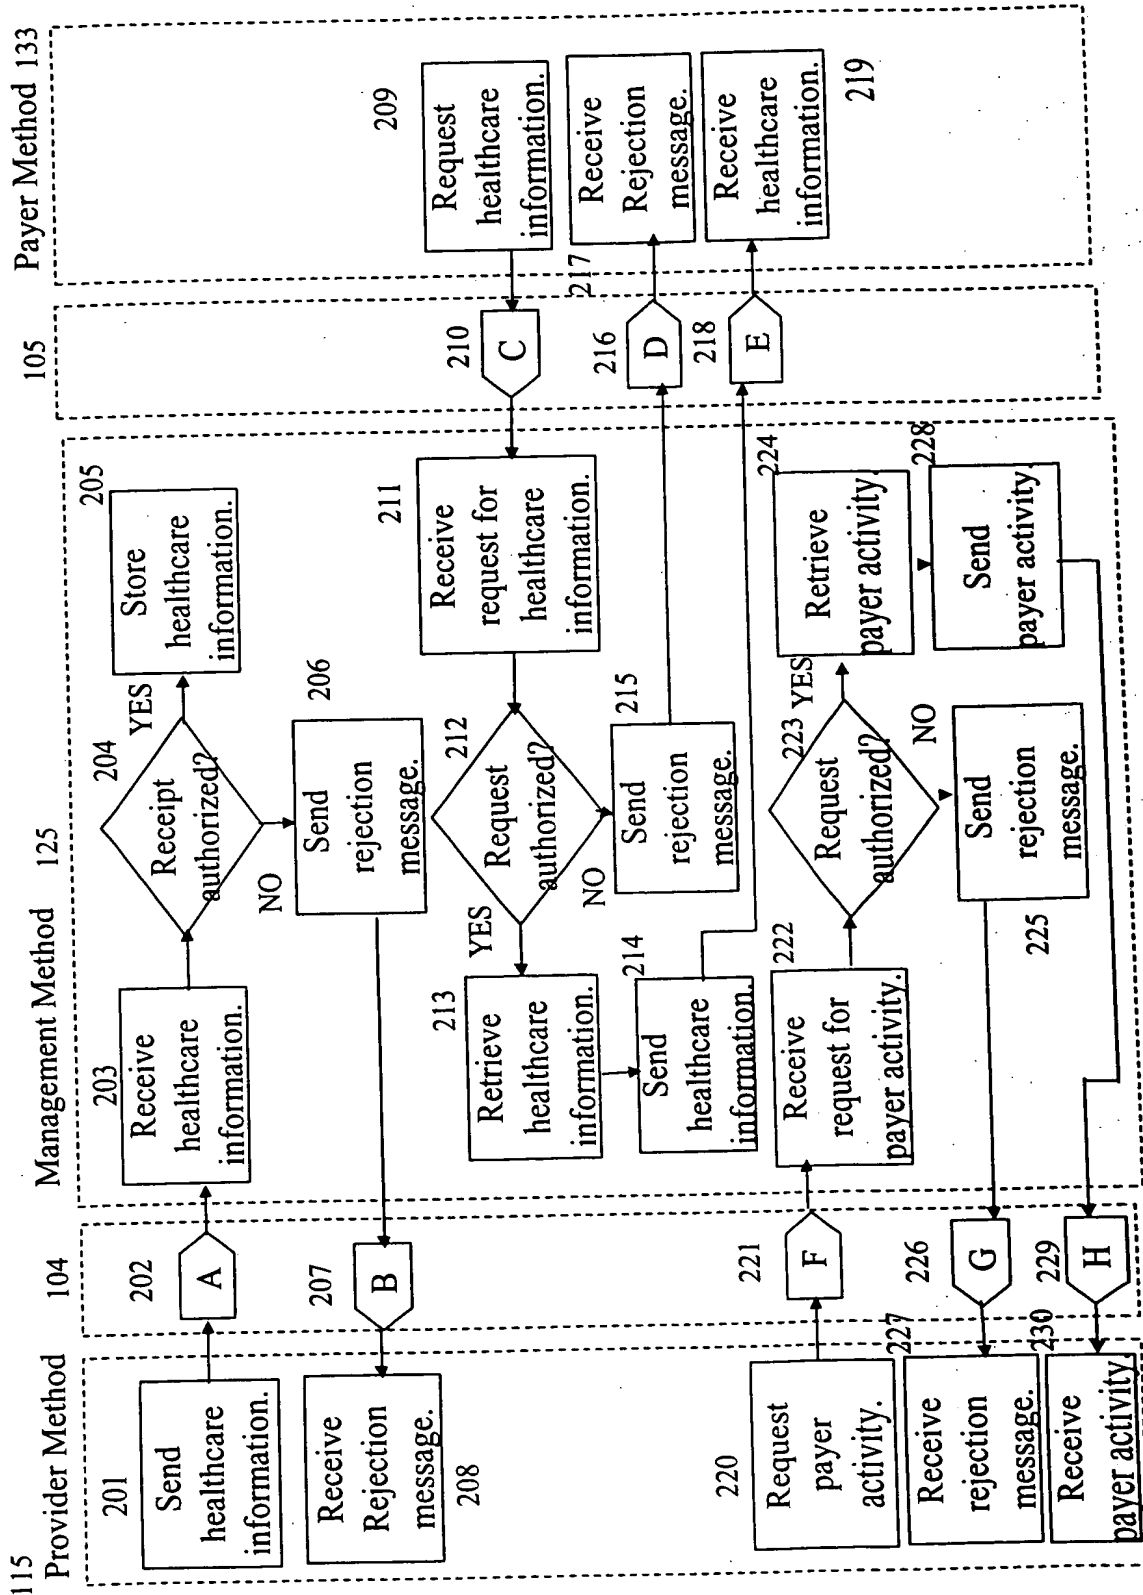 115
Provider Method
104
Management Method
125
105
Payer Method 133
201
Send
healthcare
information.
202
A
203
Receive
healthcare
information.
204
Receipt
authorized?
YES
205
Store
healthcare
information.
NO
206
Send
rejection
message.
207
B
Receive
Rejection
message.
208
209
Request
healthcare
information.
210
C
211
Receive
request for
healthcare
information.
212
Request
authorized?
YES
213
Retrieve
healthcare
information.
214
Send
healthcare
information.
NO
215
Send
rejection
message.
216
D
217
Receive
Rejection
message.
218
E
219
Receive
healthcare
information.
220
Request
payer
activity.
221
F
222
Receive
request for
payer activity.
223
Request
authorized?
YES
224
Retrieve
payer activity.
228
Send
payer activity.
NO
225
Send
rejection
message.
226
G
227
Receive
rejection
message.
229
H
230
Receive
payer activity.